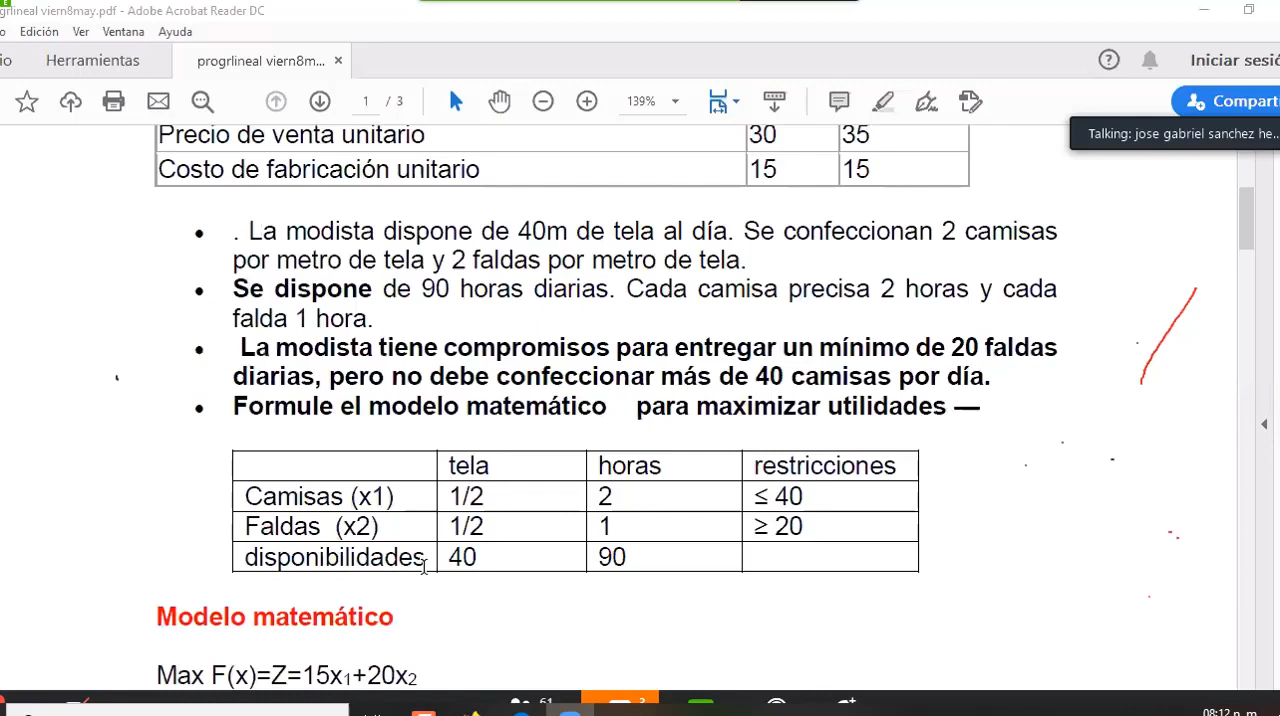 grlineal viern8may.pdf - Adobe Acrobat Reader DC
Edición Ver Ventana Ayuda
Herramientas progrlineal viern8m... × Iniciar sesió
1 / 3 139% Comparti
Talking: jose gabriel sanchez he...
Precio de venta unitario 30 35
Costo de fabricación unitario 15 15
• . La modista dispone de 40m de tela al día. Se confeccionan 2 camisas
por metro de tela y 2 faldas por metro de tela.
• Se dispone de 90 horas diarias. Cada camisa precisa 2 horas y cada
falda 1 hora.
• La modista tiene compromisos para entregar un mínimo de 20 faldas
diarias, pero no debe confeccionar más de 40 camisas por día.
• Formule el modelo matemático para maximizar utilidades —
tela horas restricciones
Camisas (x1) 1/2 2 ≤ 40
Faldas (x2) 1/2 1 ≥ 20
disponibilidades 40 90
Modelo matemático
Max F(x)=Z=15x₁+20x₂
61 3
08:12 p. m.